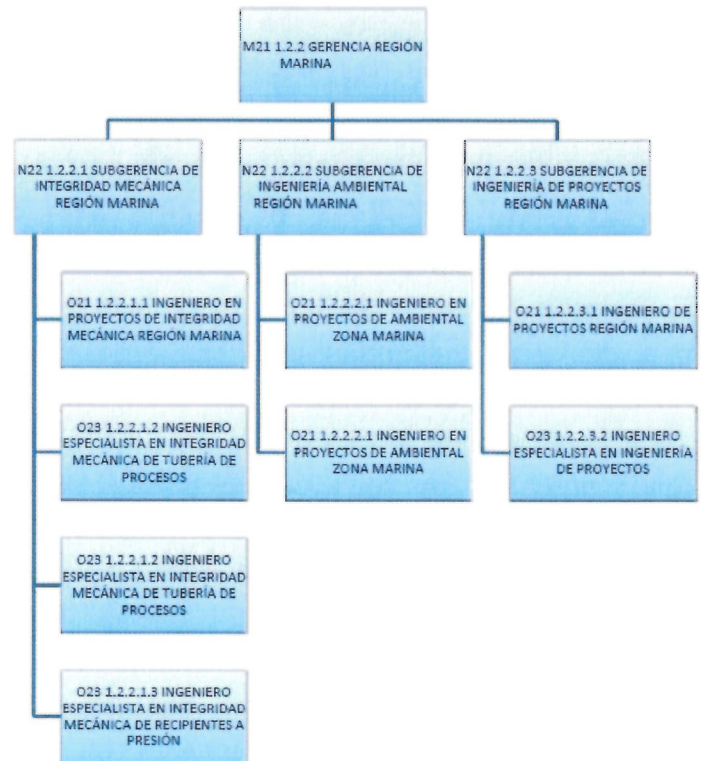 M21 1.2.2 GERENCIA REGIÓN
MARINA
N22 1.2.2.1 SUBGERENCIA DE
INTEGRIDAD MECÁNICA
REGIÓN MARINA
N22 1.2.2.2 SUBGERENCIA DE
INGENIERÍA AMBIENTAL
REGIÓN MARINA
N22 1.2.2.3 SUBGERENCIA DE
INGENIERÍA DE PROYECTOS
REGIÓN MARINA
O21 1.2.2.1.1 INGENIERO EN
PROYECTOS DE INTEGRIDAD
MECÁNICA REGIÓN MARINA
O21 1.2.2.2.1 INGENIERO EN
PROYECTOS DE AMBIENTAL
ZONA MARINA
O21 1.2.2.3.1 INGENIERO DE
PROYECTOS REGIÓN MARINA
O23 1.2.2.1.2 INGENIERO
ESPECIALISTA EN INTEGRIDAD
MECÁNICA DE TUBERÍA DE
PROCESOS
O21 1.2.2.2.1 INGENIERO EN
PROYECTOS DE AMBIENTAL
ZONA MARINA
O23 1.2.2.3.2 INGENIERO
ESPECIALISTA EN INGENIERÍA
DE PROYECTOS
O23 1.2.2.1.2 INGENIERO
ESPECIALISTA EN INTEGRIDAD
MECÁNICA DE TUBERÍA DE
PROCESOS
O23 1.2.2.1.3 INGENIERO
ESPECIALISTA EN INTEGRIDAD
MECÁNICA DE RECIPIENTES A
PRESIÓN